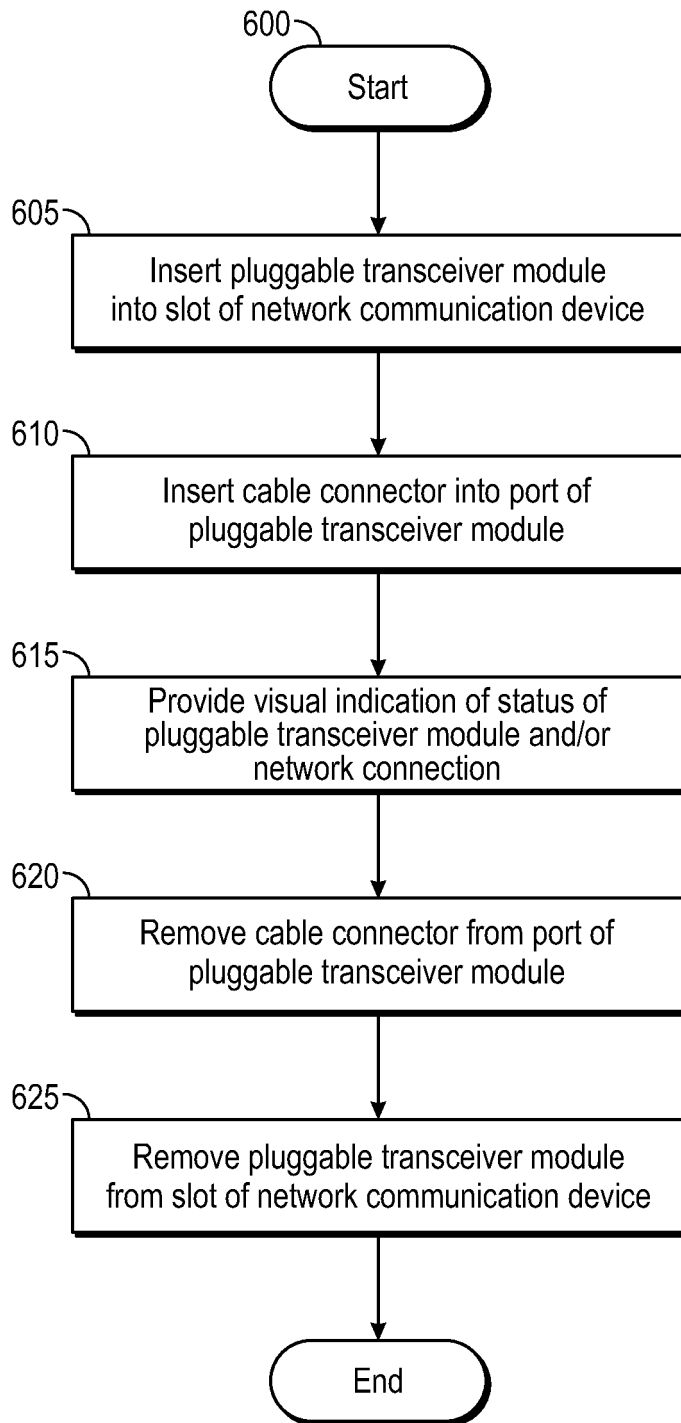 600
Start
605
Insert pluggable transceiver module
into slot of network communication device
610
Insert cable connector into port of
pluggable transceiver module
615
Provide visual indication of status of
pluggable transceiver module and/or
network connection
620
Remove cable connector from port of
pluggable transceiver module
625
Remove pluggable transceiver module
from slot of network communication device
End